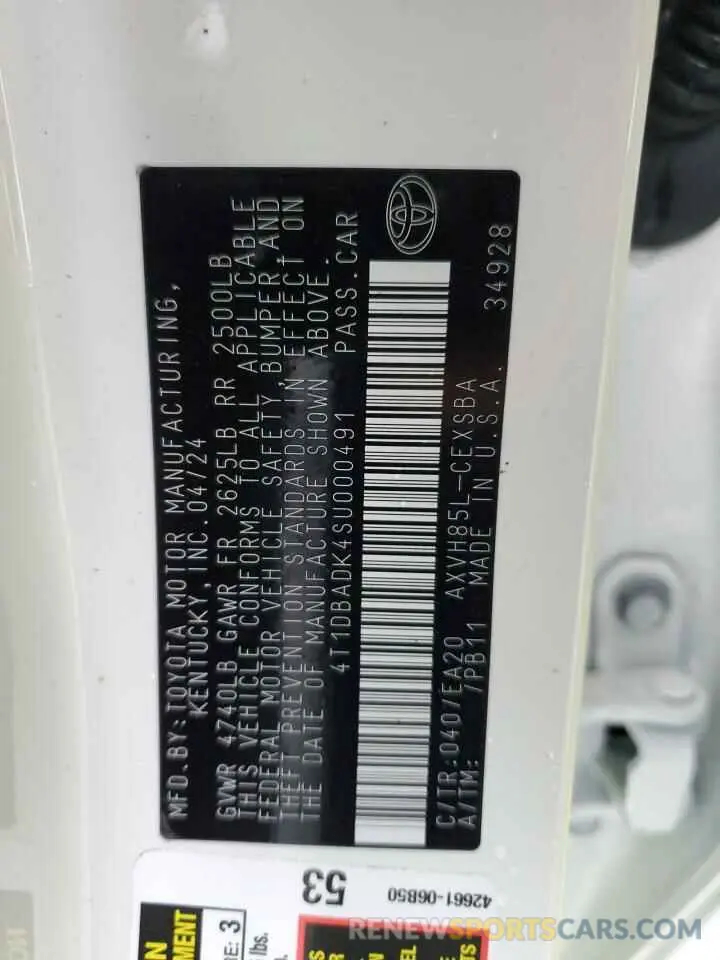 MFD.BY:TOYOTA MOTOR MANUFACTURING,
KENTUCKY, INC.04/24
GVWR 4740LB GAWR FR 2625LB RR 2500LB
THIS VEHICLE CONFORMS TO ALL APPLICABLE
FEDERAL MOTOR VEHICLE SAFETY, BUMPER,AND
THEFT PREVENTION STANDARDS IN EFFECT ON
THE DATE OF MANUFACTURE SHOWN ABOVE.
4T1DBADK4SU000491 PASS.CAR
C/TR:040/EA20 AXVH85L-CEXSBA
A/TM: /PB11 MADE IN U.S.A. 34928
53
42661-06850
3
lbs.
RENEWSPORTSCARS.COM